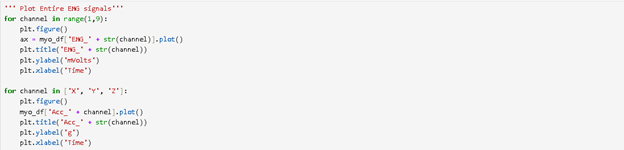 ''' Plot Entire EMG signals'''
for channel in range(1,9):
    plt.figure()
    ax = myo_df['EMG_' + str(channel)].plot()
    plt.title('EMG_' + str(channel))
    plt.ylabel('mVolts')
    plt.xlabel('Time')
for channel in ['X', 'Y', 'Z']:
    plt.figure()
    myo_df['Acc_' + channel].plot()
    plt.title('Acc_' + str(channel))
    plt.ylabel('g')
    plt.xlabel('Time')